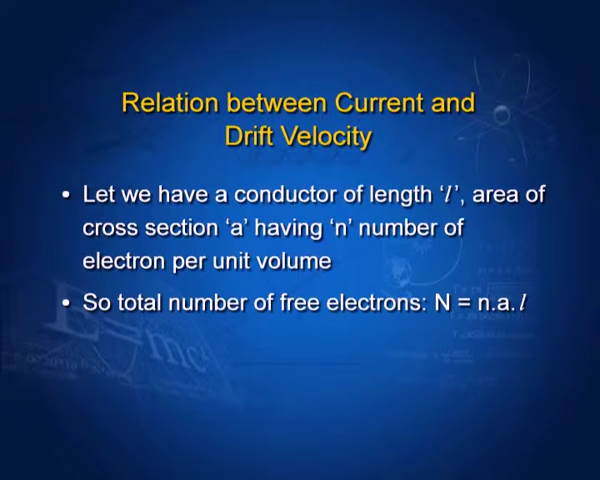 Relation between Current and
Drift Velocity
• Let we have a conductor of length ‘l’, area of
cross section ‘a’ having ‘n’ number of
electron per unit volume
• So total number of free electrons: N = n.a.l
E=mc²